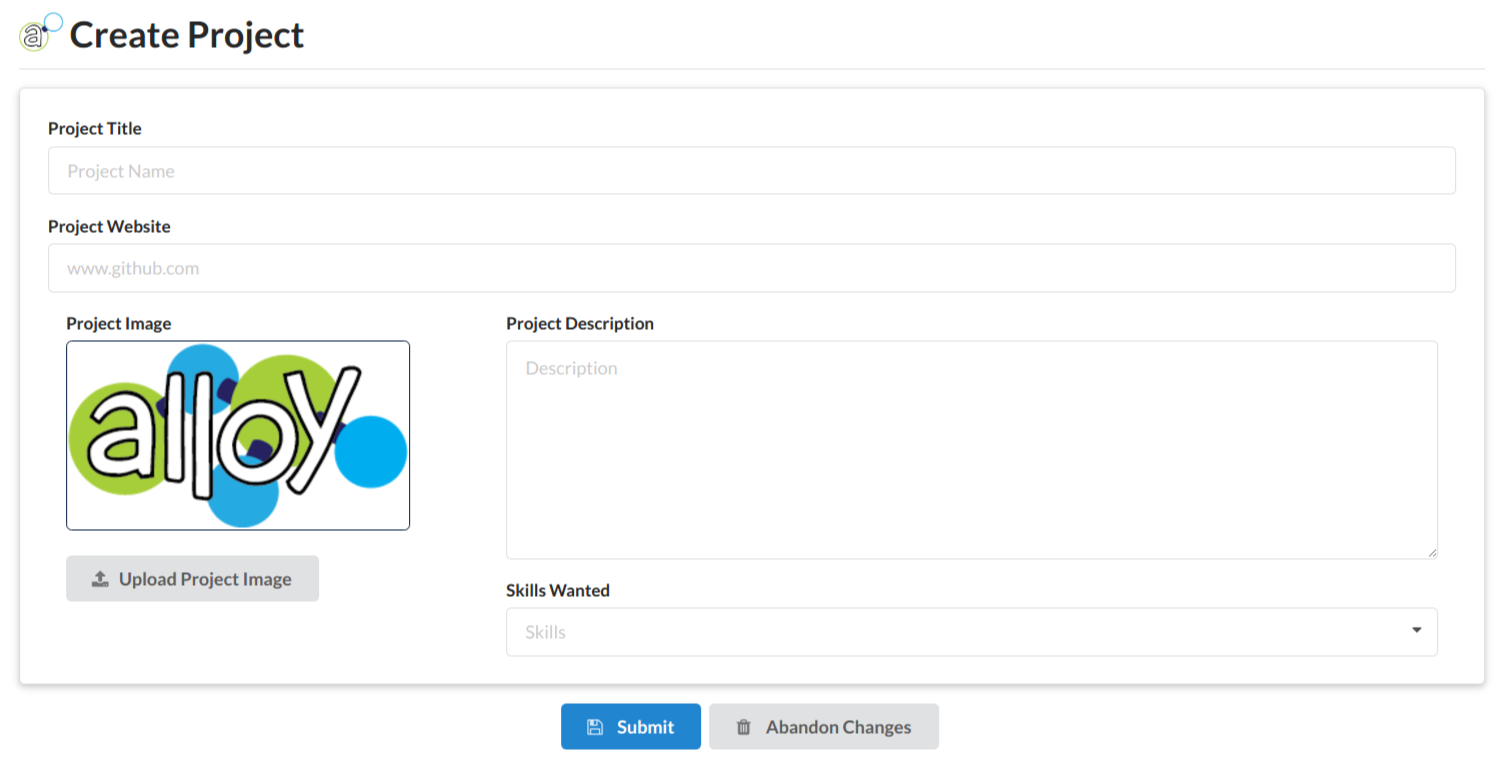 a Create Project
Project Title
Project Name
Project Website
www.github.com
Project Image
alloy
Upload Project Image
Project Description
Description
Skills Wanted
Skills
Submit
Abandon Changes